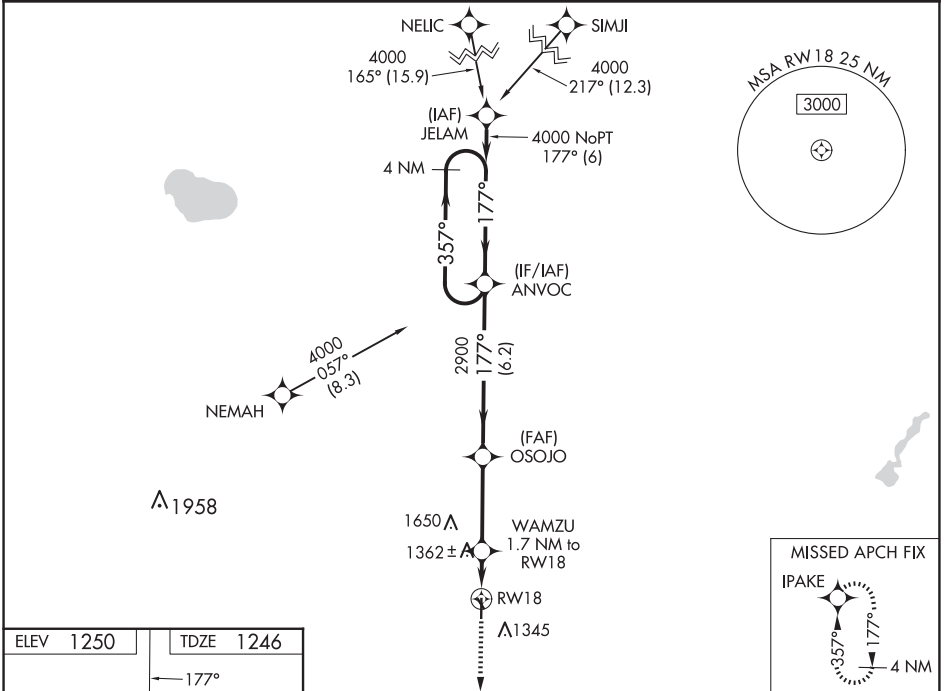 NELIC
SIMJI
4000
165° (15.9)
4000
217° (12.3)
MSA RW18 25 NM
3000
(IAF)
JELAM
4000 NoPT
177° (6)
4 NM
177°
357°
(IF/IAF)
ANVOC
4000
057°
(8.3)
NEMAH
2900
177°
(6.2)
(FAF)
OSOJO
1958
1650
1362 ±
WAMZU
1.7 NM to
RW18
RW18
1345
MISSED APCH FIX
IPAKE
357°
177°
4 NM
ELEV 1250
TDZE 1246
177°